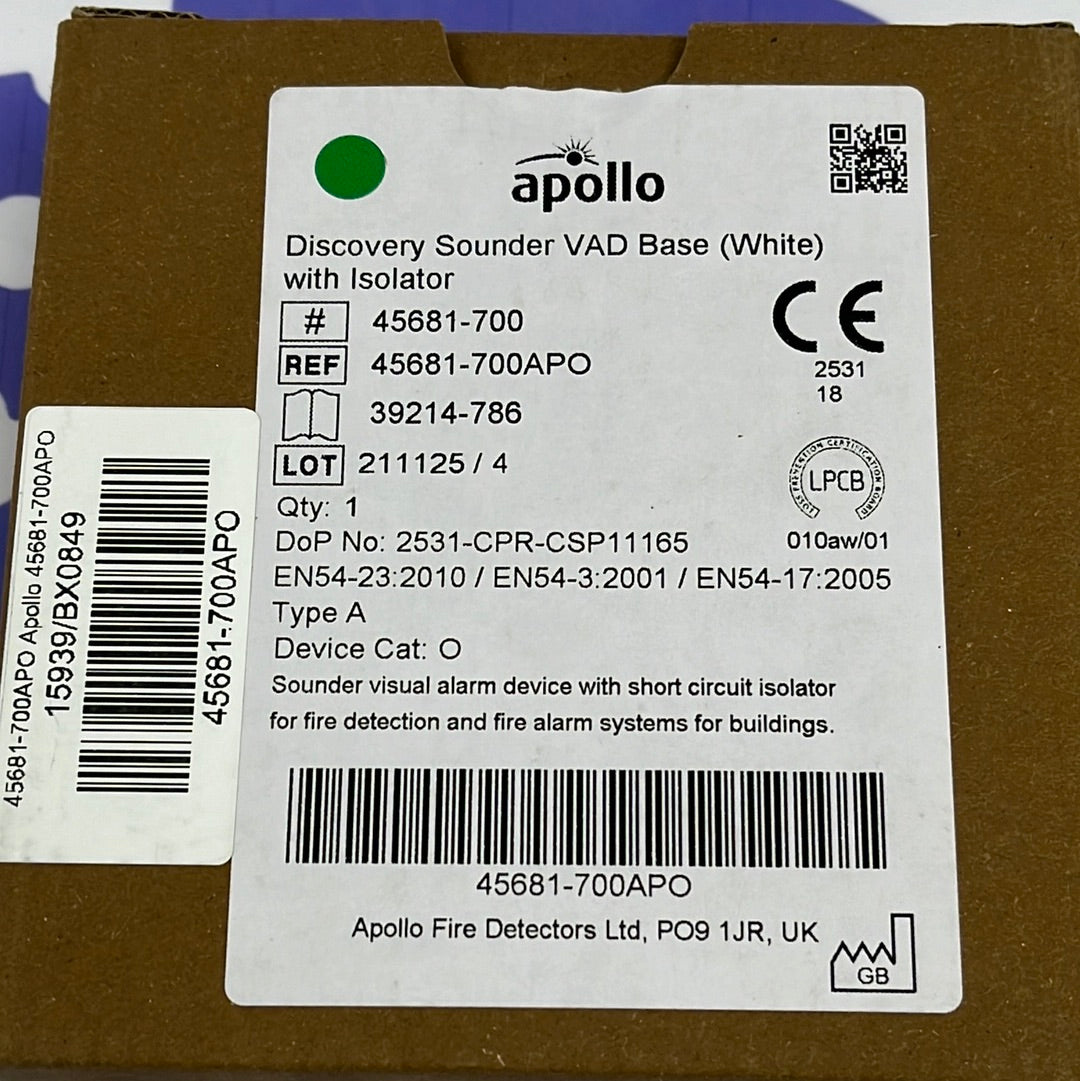 apollo
Discovery Sounder VAD Base (White)
with Isolator
# 45681-700
REF 45681-700APO
39214-786
LOT 211125 / 4
Qty: 1
DoP No: 2531-CPR-CSP11165
EN54-23:2010 / EN54-3:2001 / EN54-17:2005
Type A
Device Cat: O
Sounder visual alarm device with short circuit isolator
for fire detection and fire alarm systems for buildings.
45681-700APO
Apollo Fire Detectors Ltd, PO9 1JR, UK
GB
CE
2531
18
LOSS PREVENTION CERTIFICATION BOARD
LPCB
010aw/01
45681-700APO Apollo 45681-700APO
15939/BX0849
45681-700APO